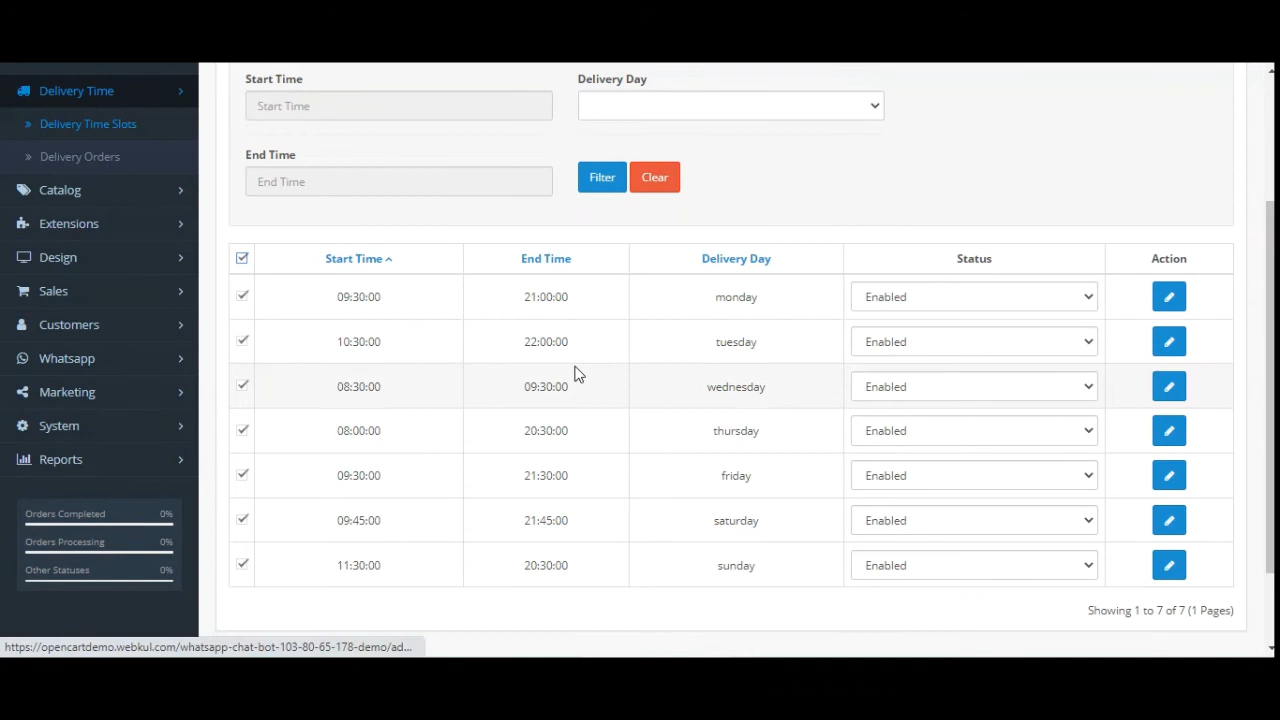 Delivery Time
Delivery Time Slots
Delivery Orders
Catalog
Extensions
Design
Sales
Customers
Whatsapp
Marketing
System
Reports
Orders Completed 0%
Orders Processing 0%
Other Statuses 0%
Start Time Delivery Day
Start Time
End Time
End Time Filter Clear
Start Time End Time Delivery Day Status Action
09:30:00 21:00:00 monday Enabled
10:30:00 22:00:00 tuesday Enabled
08:30:00 09:30:00 wednesday Enabled
08:00:00 20:30:00 thursday Enabled
09:30:00 21:30:00 friday Enabled
09:45:00 21:45:00 saturday Enabled
11:30:00 20:30:00 sunday Enabled
Showing 1 to 7 of 7 (1 Pages)
https://opencartdemo.webkul.com/whatsapp-chat-bot-103-80-65-178-demo/ad...